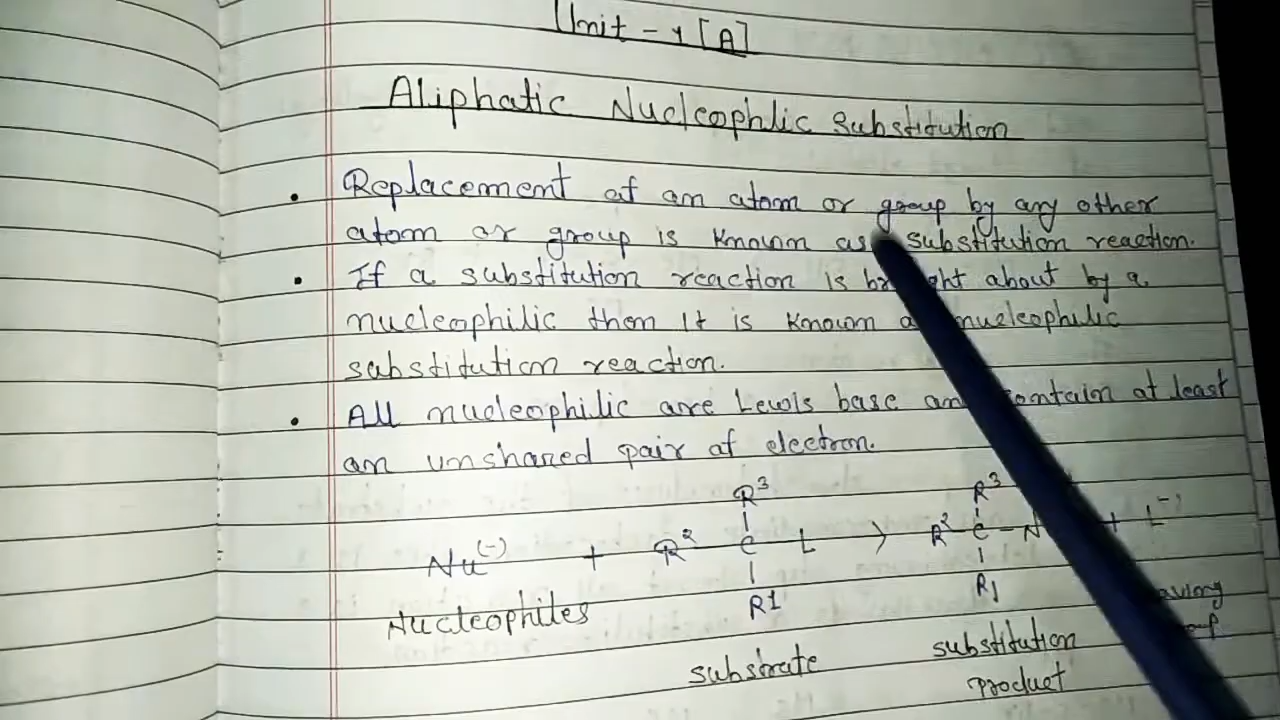 Unit - 1 [A]
Aliphatic Nucleophlic Substitution
• Replacement of an atom or group by any other
atom or group is known as substitution reaction.
• If a substitution reaction is br ght about by a
nucleophilic then It is known a nucleophilic
substitution reaction.
• All nucleophilic are Lewis base an contain at least
an unshared pair of electron.
R³ R³
Nu(-) + R² - C - L → R² - C - N + L(-)
R1 R1
Nucleophiles
substrate substitution
product